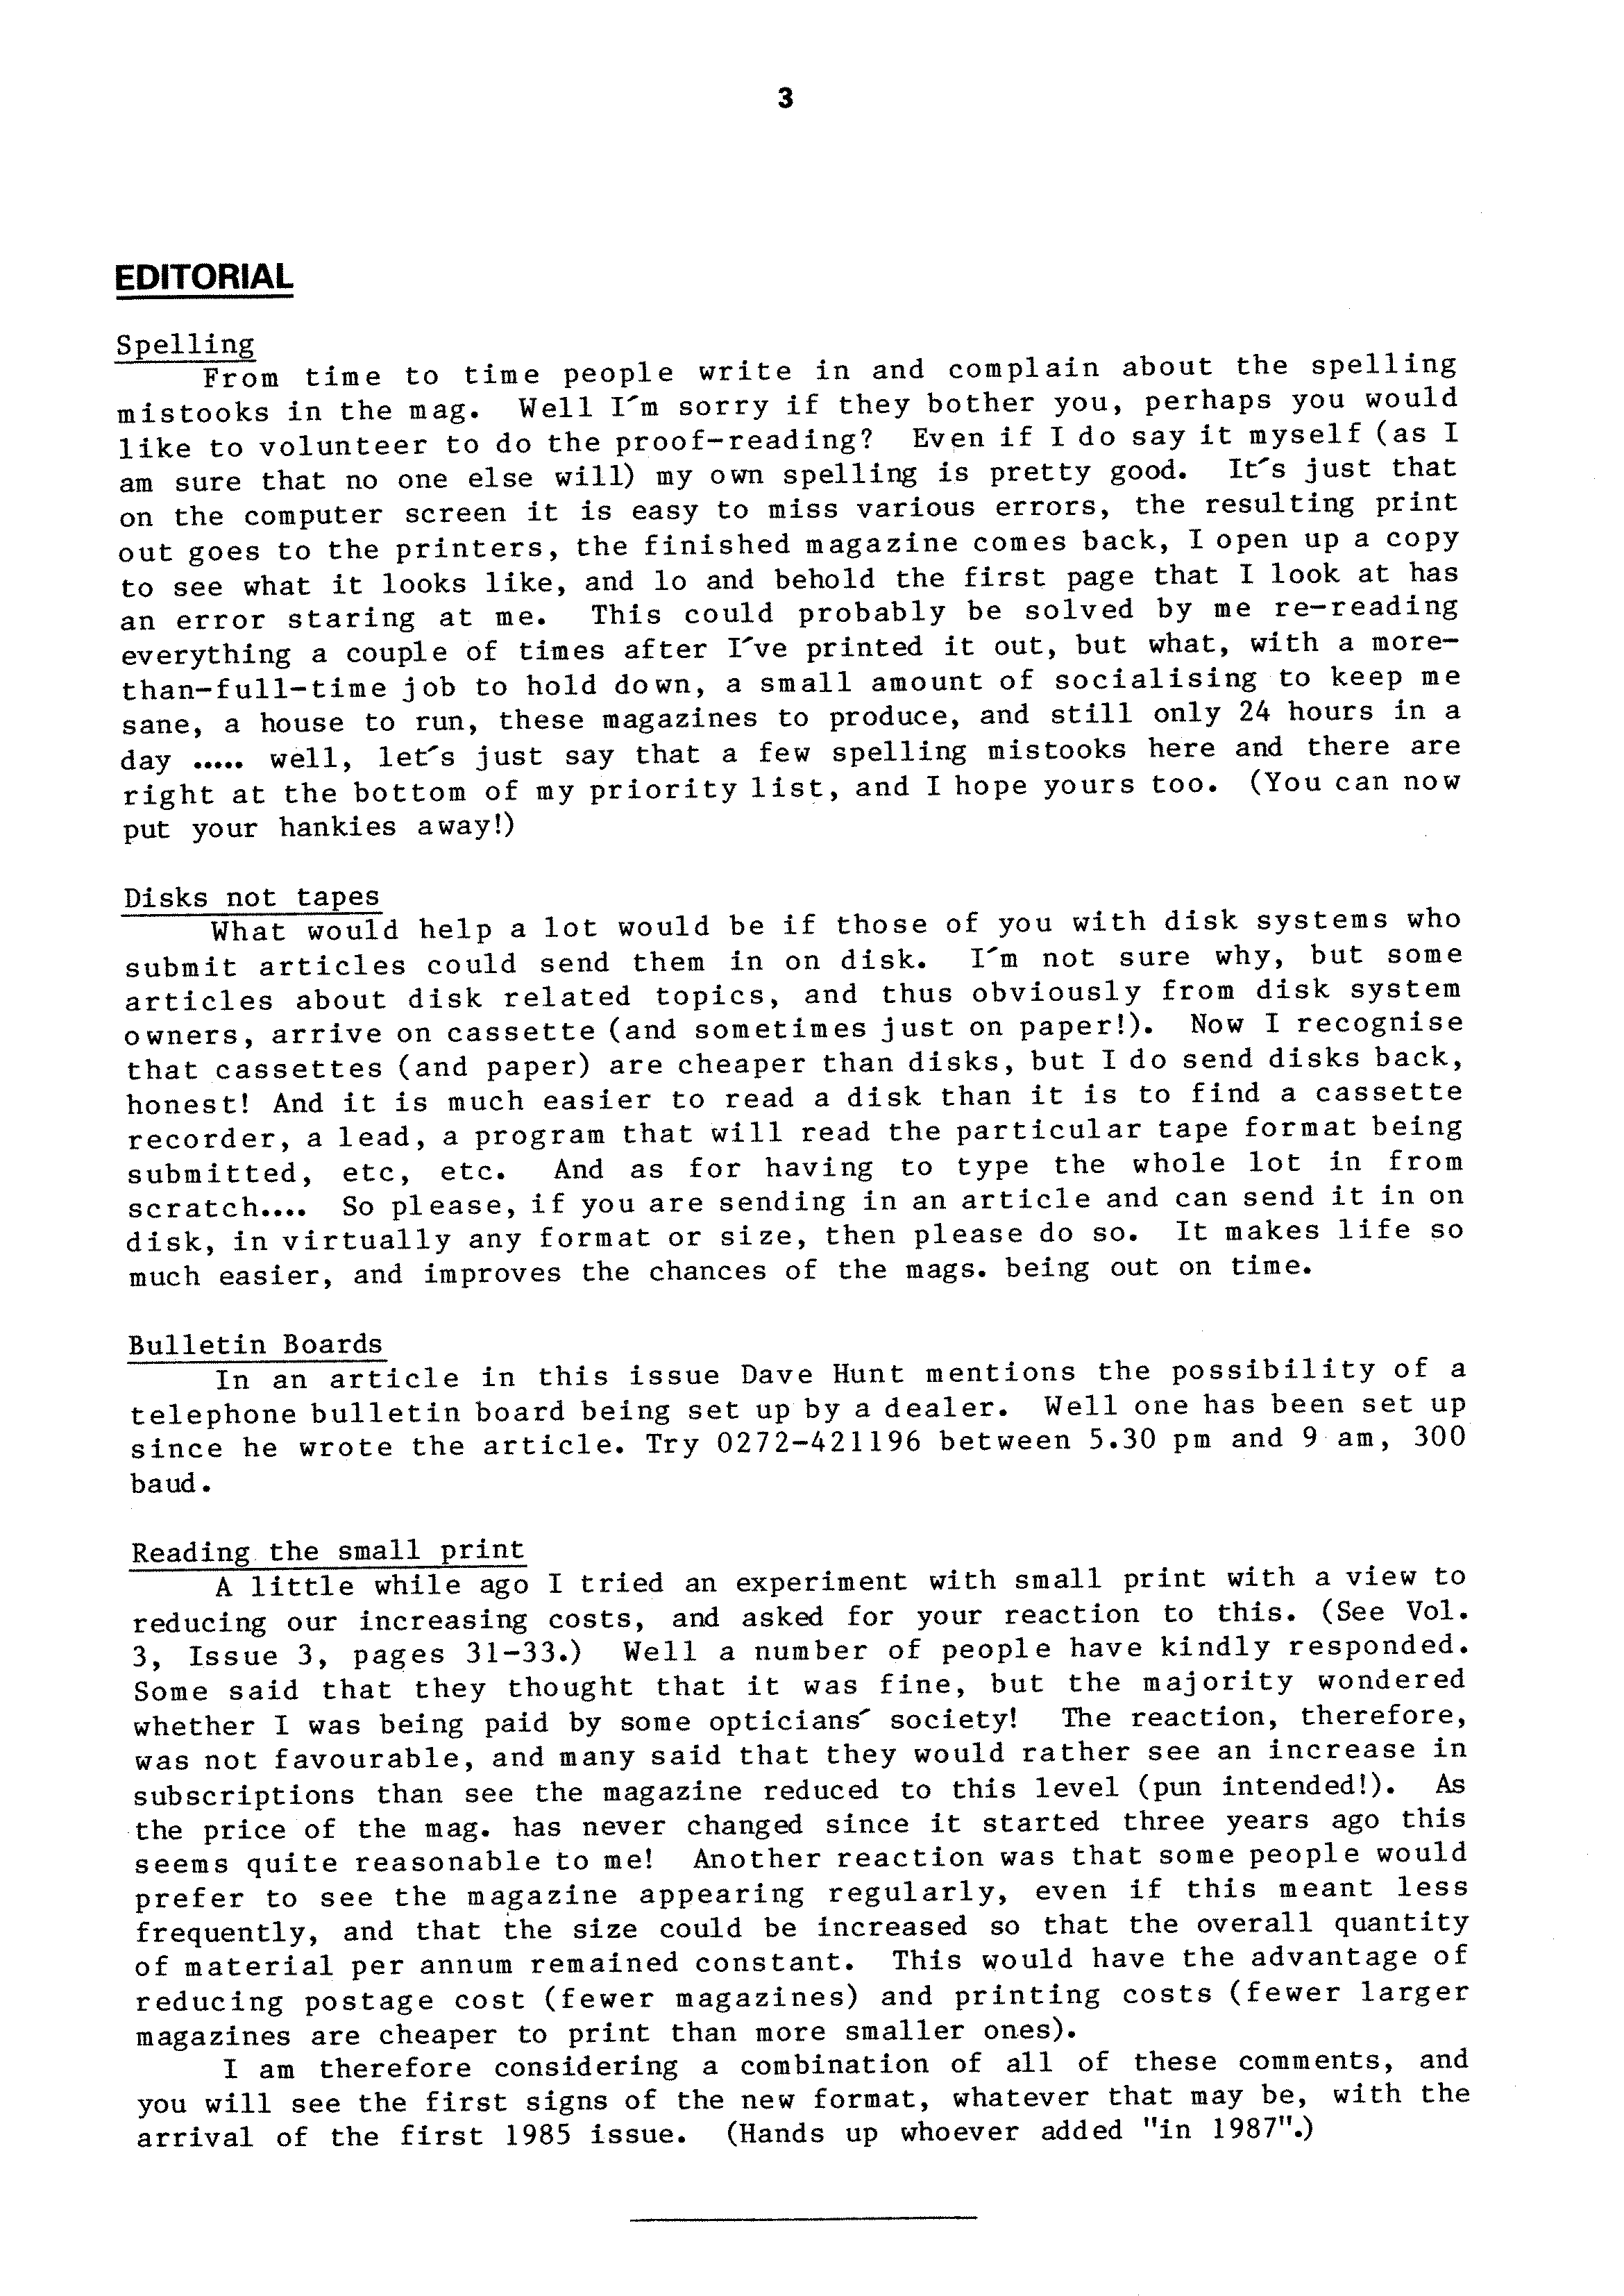 3
EDITORIAL
Spelling
From time to time people write in and complain about the spelling
mistooks in the mag. Well I´m sorry if they bother you, perhaps you would
like to volunteer to do the proof-reading? Even if I do say it myself (as I
am sure that no one else will) my own spelling is pretty good. It´s just that
on the computer screen it is easy to miss various errors, the resulting print
out goes to the printers, the finished magazine comes back, I open up a copy
to see what it looks like, and lo and behold the first page that I look at has
an error staring at me. This could probably be solved by me re-reading
everything a couple of times after I´ve printed it out, but what, with a more-
than-full-time job to hold down, a small amount of socialising to keep me
sane, a house to run, these magazines to produce, and still only 24 hours in a
day ..... well, let´s just say that a few spelling mistooks here and there are
right at the bottom of my priority list, and I hope yours too. (You can now
put your hankies away!)
Disks not tapes
What would help a lot would be if those of you with disk systems who
submit articles could send them in on disk. I´m not sure why, but some
articles about disk related topics, and thus obviously from disk system
owners, arrive on cassette (and sometimes just on paper!). Now I recognise
that cassettes (and paper) are cheaper than disks, but I do send disks back,
honest! And it is much easier to read a disk than it is to find a cassette
recorder, a lead, a program that will read the particular tape format being
submitted, etc, etc. And as for having to type the whole lot in from
scratch.... So please, if you are sending in an article and can send it in on
disk, in virtually any format or size, then please do so. It makes life so
much easier, and improves the chances of the mags. being out on time.
Bulletin Boards
In an article in this issue Dave Hunt mentions the possibility of a
telephone bulletin board being set up by a dealer. Well one has been set up
since he wrote the article. Try 0272-421196 between 5.30 pm and 9 am, 300
baud.
Reading the small print
A little while ago I tried an experiment with small print with a view to
reducing our increasing costs, and asked for your reaction to this. (See Vol.
3, Issue 3, pages 31-33.) Well a number of people have kindly responded.
Some said that they thought that it was fine, but the majority wondered
whether I was being paid by some opticians´ society! The reaction, therefore,
was not favourable, and many said that they would rather see an increase in
subscriptions than see the magazine reduced to this level (pun intended!). As
the price of the mag. has never changed since it started three years ago this
seems quite reasonable to me! Another reaction was that some people would
prefer to see the magazine appearing regularly, even if this meant less
frequently, and that the size could be increased so that the overall quantity
of material per annum remained constant. This would have the advantage of
reducing postage cost (fewer magazines) and printing costs (fewer larger
magazines are cheaper to print than more smaller ones).
I am therefore considering a combination of all of these comments, and
you will see the first signs of the new format, whatever that may be, with the
arrival of the first 1985 issue. (Hands up whoever added "in 1987".)